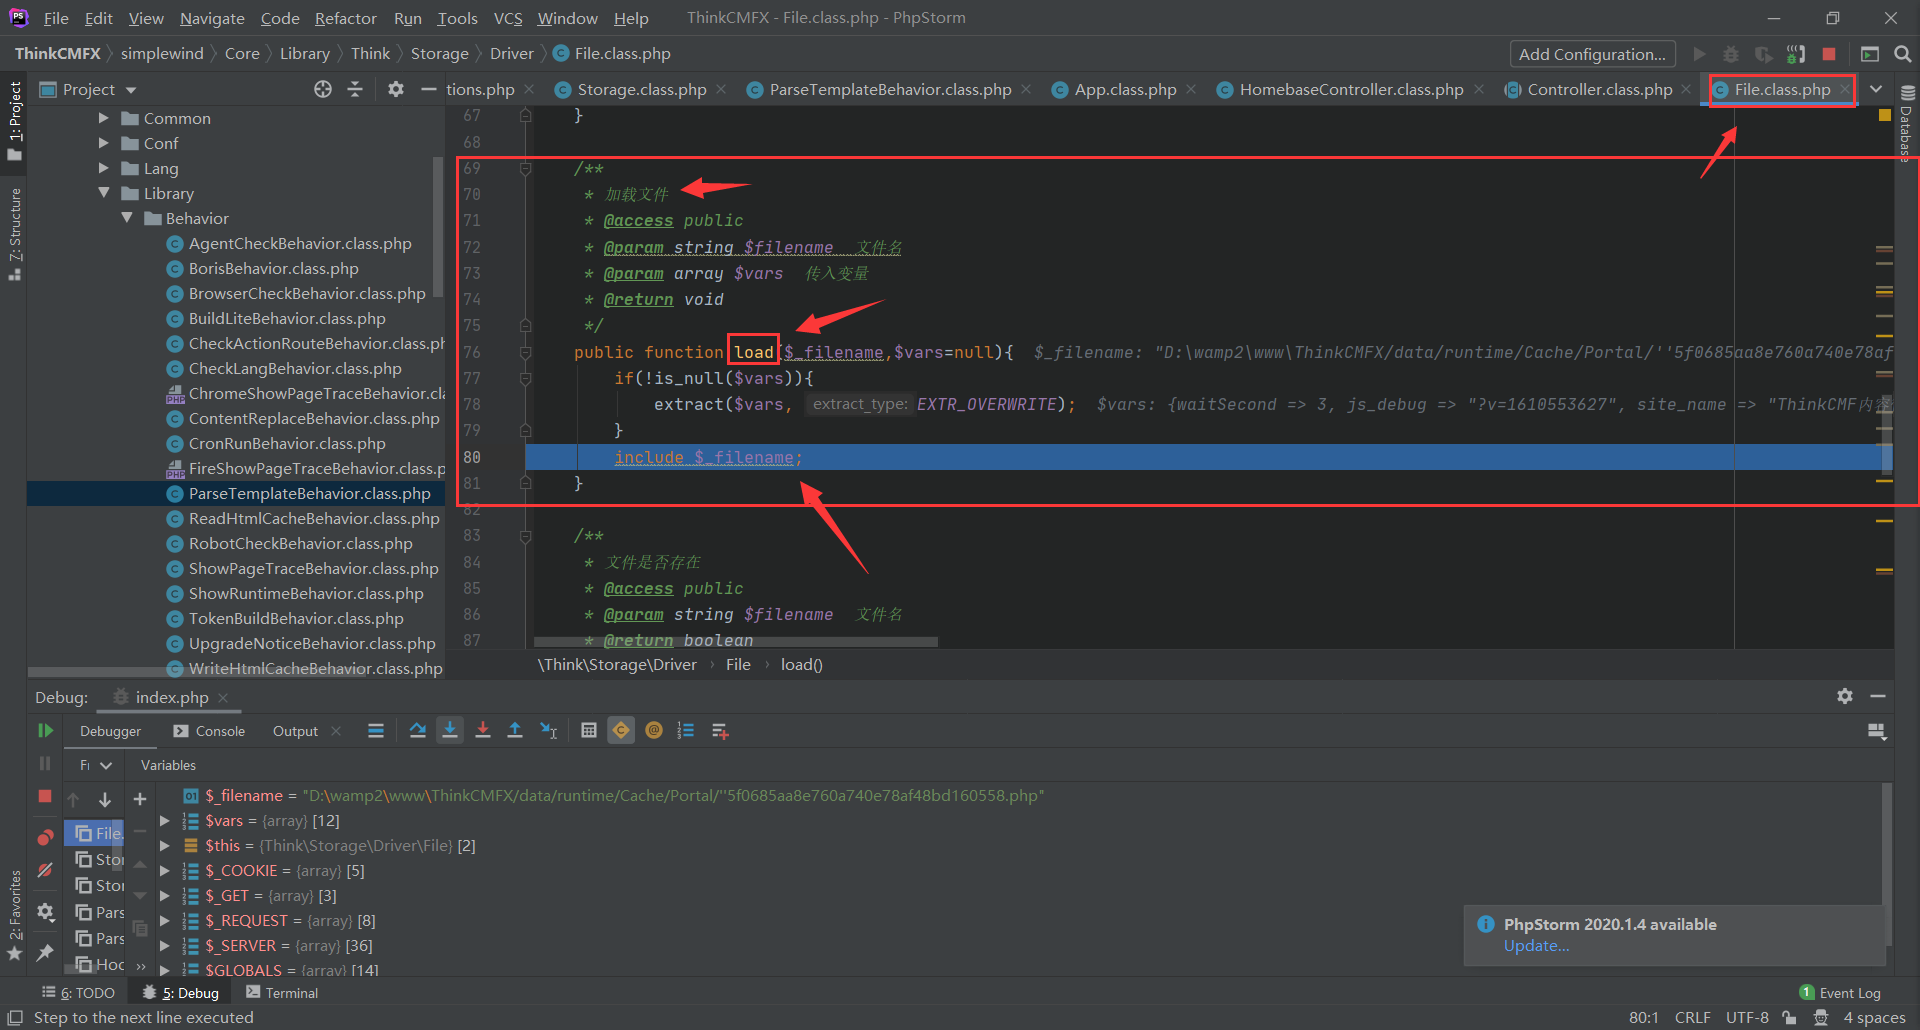 File Edit View Navigate Code Refactor Run Tools VCS Window Help ThinkCMFX - File.class.php - PhpStorm
ThinkCMFX simplewind Core Library Think Storage Driver File.class.php Add Configuration...
Project
tions.php Storage.class.php ParseTemplateBehavior.class.php App.class.php HomebaseController.class.php Controller.class.php File.class.php
1: Project
7: Structure
2: Favorites
Database
Common
Conf
Lang
Library
Behavior
AgentCheckBehavior.class.php
BorisBehavior.class.php
BrowserCheckBehavior.class.php
BuildLiteBehavior.class.php
CheckActionRouteBehavior.class.ph
CheckLangBehavior.class.php
ChromeShowPageTraceBehavior.cla
ContentReplaceBehavior.class.php
CronRunBehavior.class.php
FireShowPageTraceBehavior.class.p
ParseTemplateBehavior.class.php
ReadHtmlCacheBehavior.class.php
RobotCheckBehavior.class.php
ShowPageTraceBehavior.class.php
ShowRuntimeBehavior.class.php
TokenBuildBehavior.class.php
UpgradeNoticeBehavior.class.php
WriteHtmlCacheBehavior.class.php
67 }
68
69 /**
70 * 加载文件
71 * @access public
72 * @param string $filename 文件名
73 * @param array $vars 传入变量
74 * @return void
75 */
76 public function load($_filename,$vars=null){ $_filename: "D:\wamp2\www\ThinkCMFX/data/runtime/Cache/Portal/''5f0685aa8e760a740e78af
77 if(!is_null($vars)){
78 extract($vars, extract_type: EXTR_OVERWRITE); $vars: {waitSecond => 3, js_debug => "?v=1610553627", site_name => "ThinkCMF内容
79 }
80 include $_filename;
81 }
82
83 /**
84 * 文件是否存在
85 * @access public
86 * @param string $filename 文件名
87 * @return boolean
\Think\Storage\Driver File load()
Debug: index.php
Debugger Console Output
Fr Variables
File.
Stor
Stor
Pars
Pars
Hoc
$_filename = "D:\wamp2\www\ThinkCMFX/data/runtime/Cache/Portal/''5f0685aa8e760a740e78af48bd160558.php"
$vars = {array} [12]
$this = {Think\Storage\Driver\File} [2]
$_COOKIE = {array} [5]
$_GET = {array} [3]
$_REQUEST = {array} [8]
$_SERVER = {array} [36]
$GLOBALS = {array} [14]
PhpStorm 2020.1.4 available
Update...
6: TODO 5: Debug Terminal 1 Event Log
Step to the next line executed 80:1 CRLF UTF-8 4 spaces